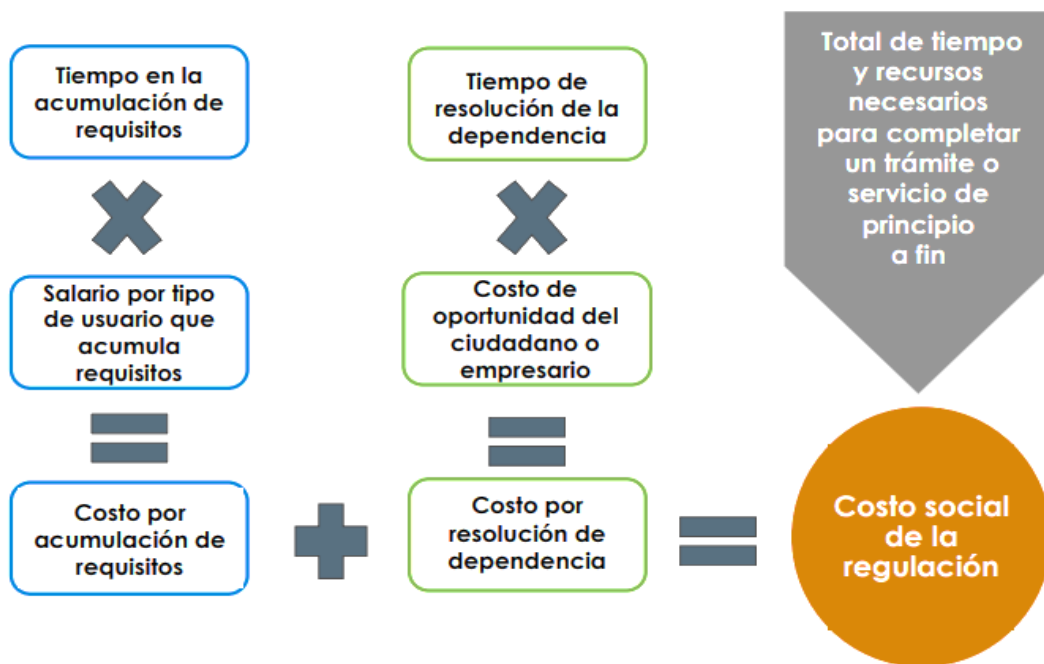 Tiempo en la
acumulación de
requisitos
Salario por tipo
de usuario que
acumula
requisitos
Costo por
acumulación de
requisitos
Tiempo de
resolución de la
dependencia
Costo de
oportunidad del
ciudadano o
empresario
Costo por
resolución de
dependencia
Total de tiempo
y recursos
necesarios
para completar
un trámite o
servicio de
principio
a fin
Costo social
de la
regulación